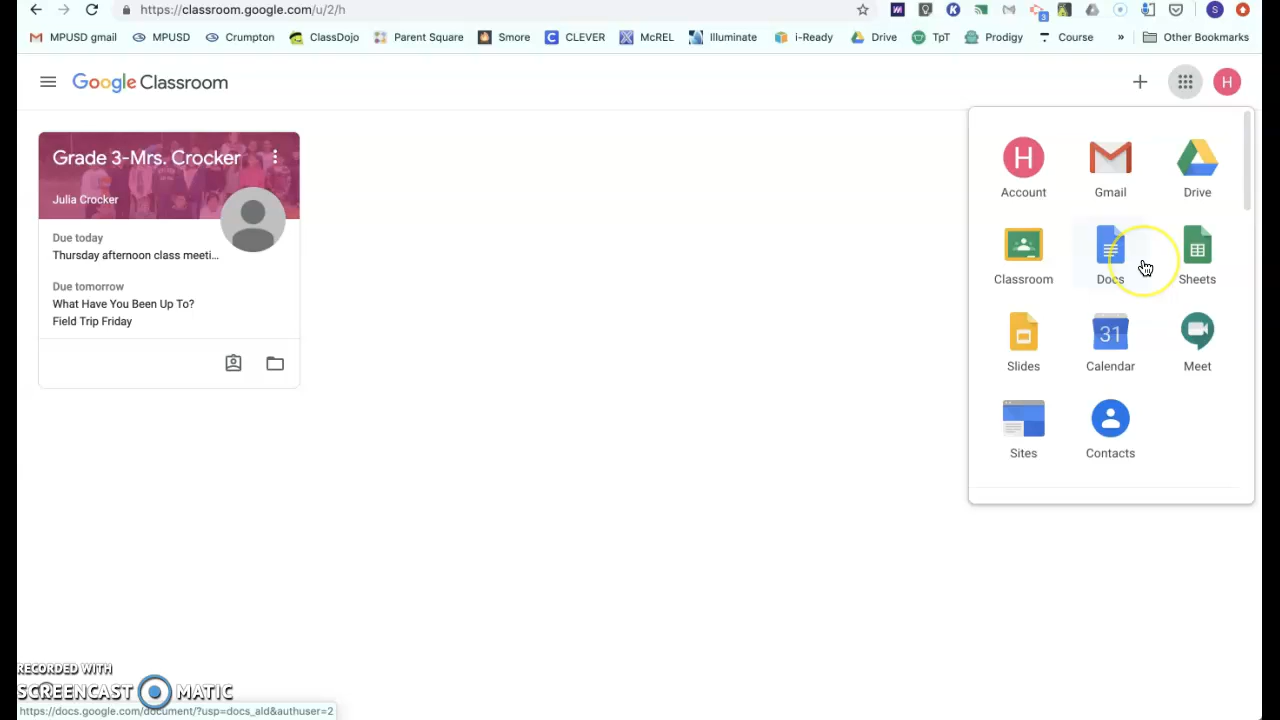 https://classroom.google.com/u/2/h
3
S
MPUSD gmail
MPUSD
Crumpton
ClassDojo
Parent Square
Smore
C
CLEVER
McREL
Illuminate
i-Ready
Drive
TpT
Prodigy
Course
»
Other Bookmarks
Google Classroom
H
Grade 3-Mrs. Crocker
Julia Crocker
Due today
Thursday afternoon class meeti...
Due tomorrow
What Have You Been Up To?
Field Trip Friday
H
Account
Gmail
Drive
Classroom
Docs
Sheets
Slides
31
Calendar
Meet
Sites
Contacts
RECORDED WITH
SCREENCAST MATIC
https://docs.google.com/document/?usp=docs_ald&authuser=2